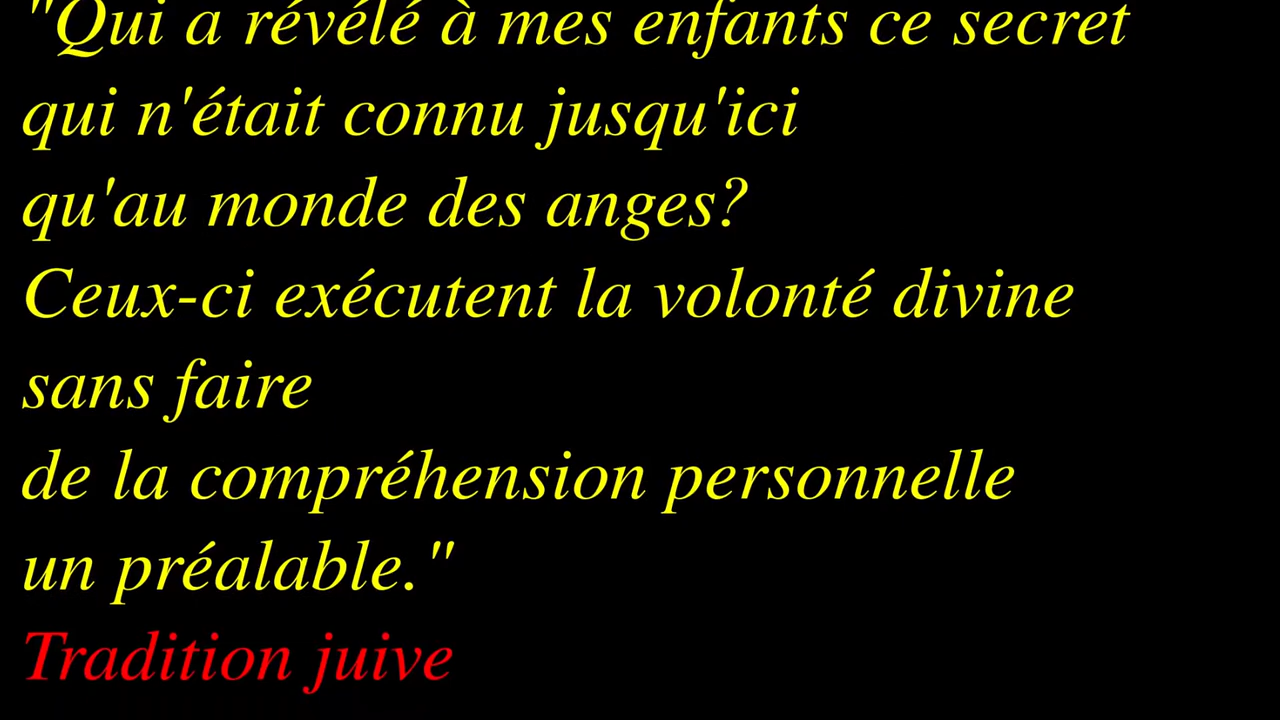 "Qui a révélé à mes enfants ce secret
qui n'était connu jusqu'ici
qu'au monde des anges?
Ceux-ci exécutent la volonté divine
sans faire
de la compréhension personnelle
un préalable."
Tradition juive